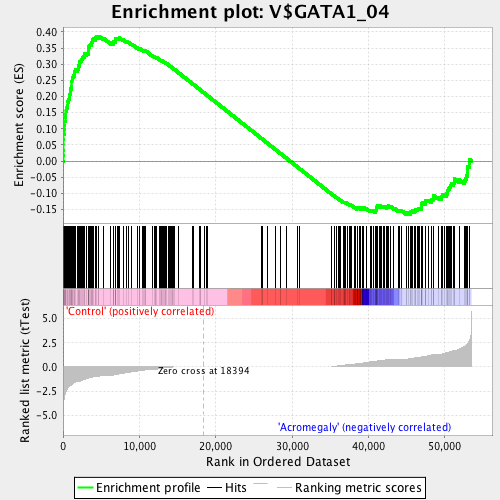 Enrichment plot: V$GATA1_04
Enrichment score (ES)
0.40
0.35
0.30
0.25
0.20
0.15
0.10
0.05
0.00
-0.05
-0.10
-0.15
Ranked list metric (tTest)
5.0
2.5
0.0
-2.5
-5.0
'Control' (positively correlated)
Zero cross at 18394
'Acromegaly' (negatively correlated)
0
10,000
20,000
30,000
40,000
50,000
Rank in Ordered Dataset
Enrichment profile
Hits
Ranking metric scores